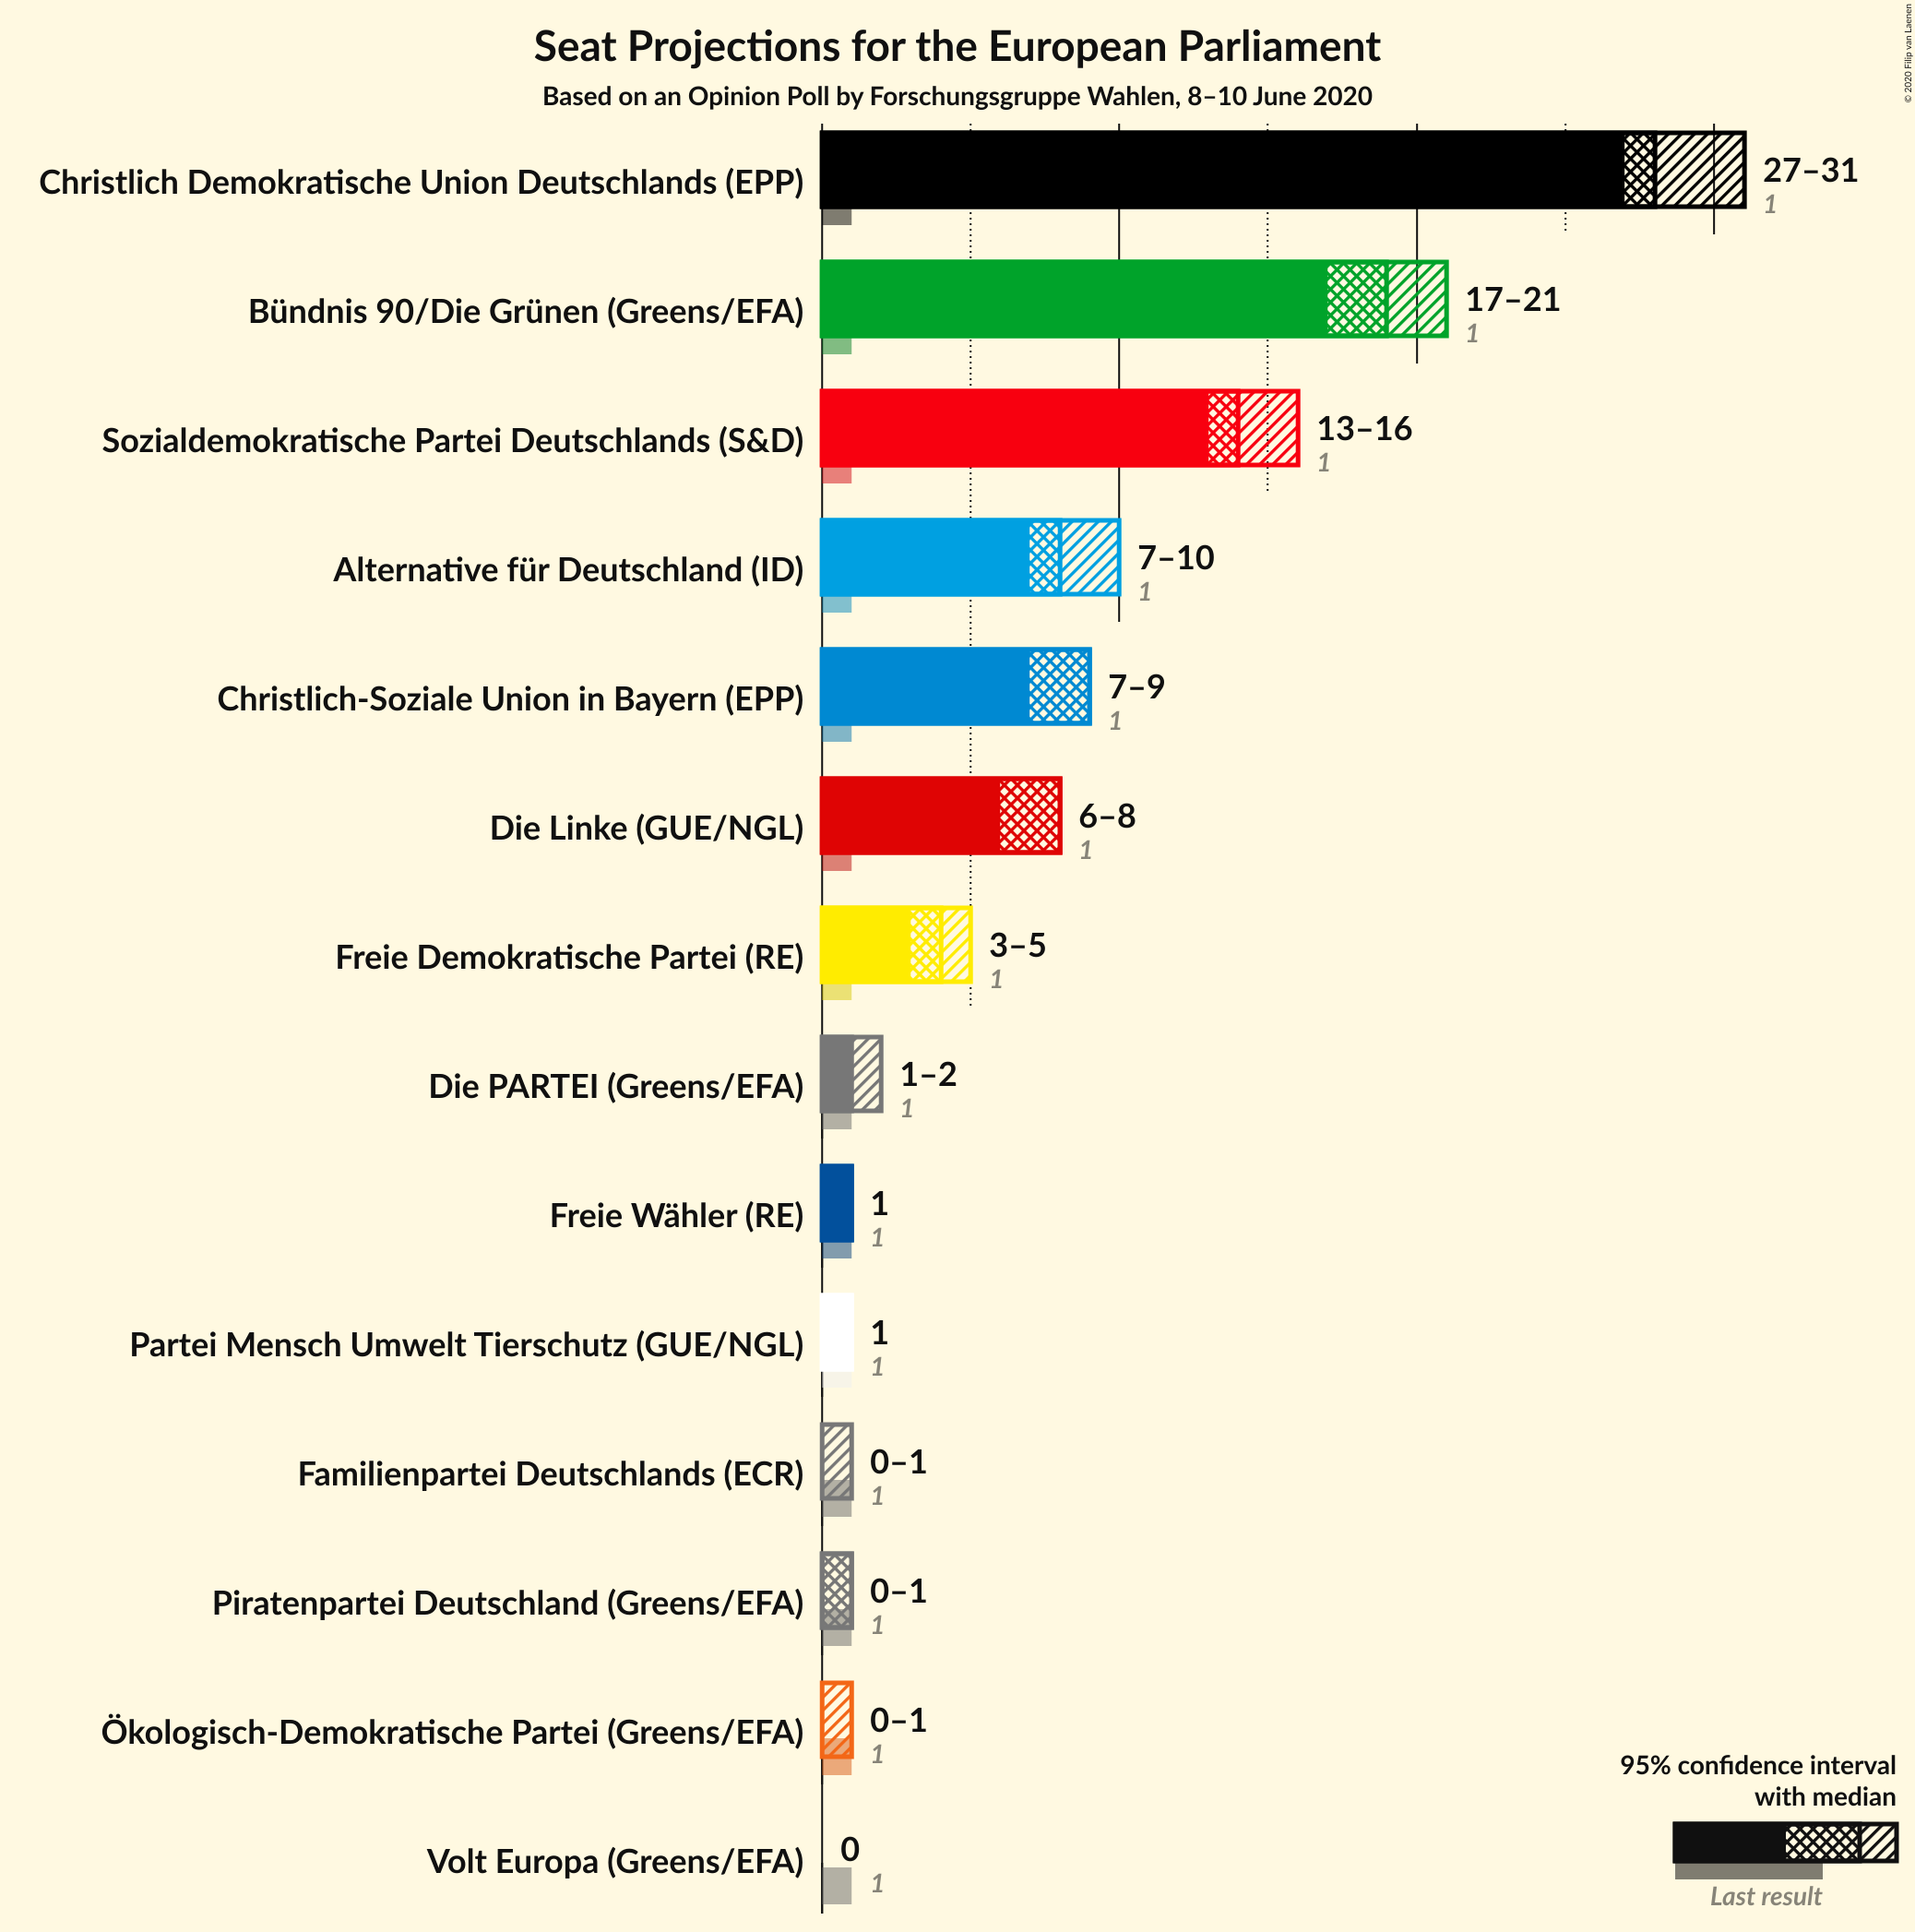 Seat Projections for the European Parliament
Based on an Opinion Poll by Forschungsgruppe Wahlen, 8–10 June 2020
© 2020 Filip van Laenen
Christlich Demokratische Union Deutschlands (EPP)
27–31
1
Bündnis 90/Die Grünen (Greens/EFA)
17–21
1
Sozialdemokratische Partei Deutschlands (S&D)
13–16
1
Alternative für Deutschland (ID)
7–10
1
Christlich-Soziale Union in Bayern (EPP)
7–9
1
Die Linke (GUE/NGL)
6–8
1
Freie Demokratische Partei (RE)
3–5
1
Die PARTEI (Greens/EFA)
1–2
1
Freie Wähler (RE)
1
1
Partei Mensch Umwelt Tierschutz (GUE/NGL)
1
1
Familienpartei Deutschlands (ECR)
0–1
1
Piratenpartei Deutschland (Greens/EFA)
0–1
1
Ökologisch-Demokratische Partei (Greens/EFA)
0–1
1
Volt Europa (Greens/EFA)
0
1
95% confidence interval
with median
Last result